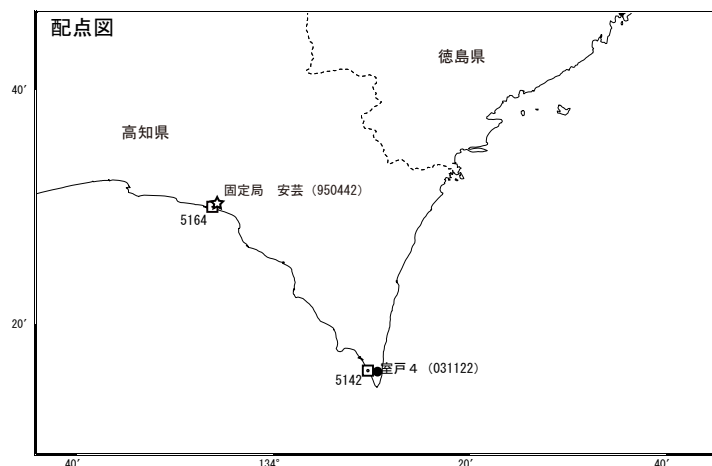 配点図
徳島県
40′
高知県
固定局 安芸（950442）
5164
20′
室戸４（031122）
5142
40′ 134° 20′ 40′